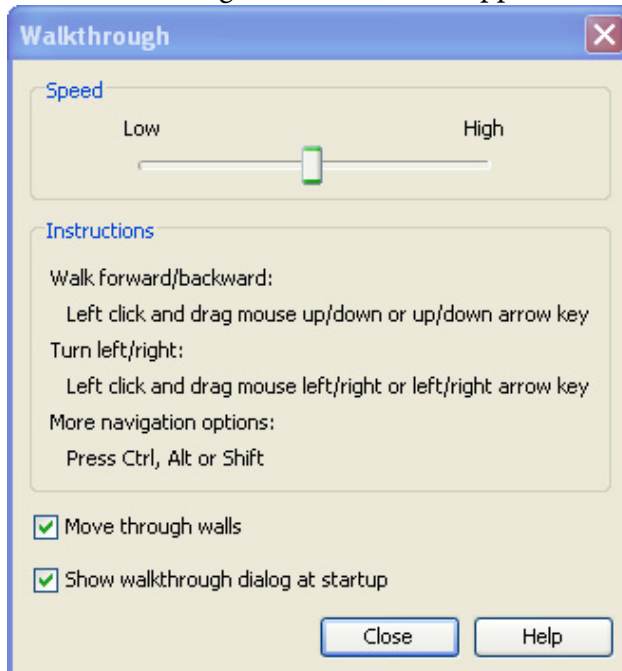 Walkthrough
Speed
Low High
Instructions
Walk forward/backward:
Left click and drag mouse up/down or up/down arrow key
Turn left/right:
Left click and drag mouse left/right or left/right arrow key
More navigation options:
Press Ctrl, Alt or Shift
Move through walls
Show walkthrough dialog at startup
Close Help